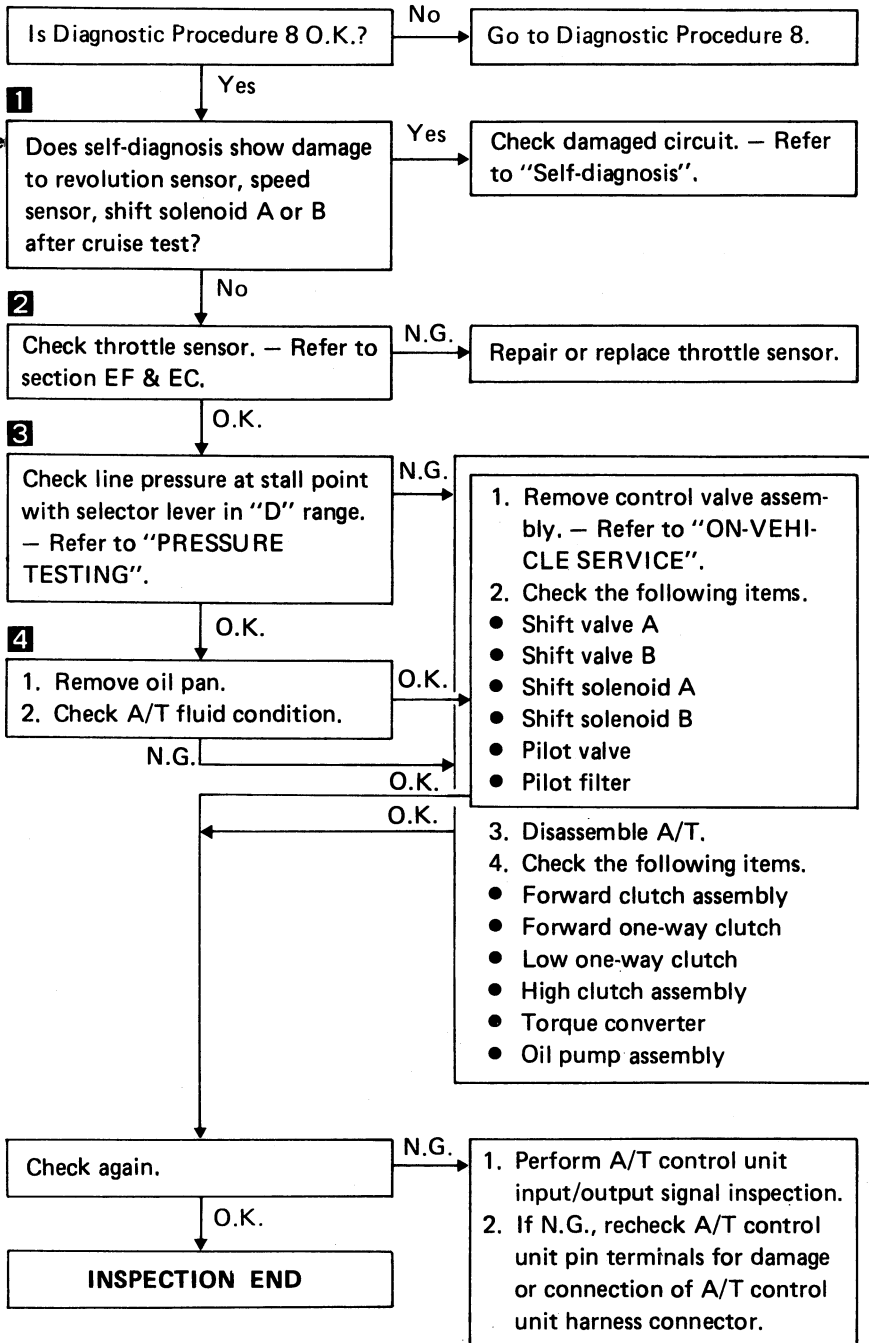 Is Diagnostic Procedure 8 O.K.?
No
Go to Diagnostic Procedure 8.
Yes
1
Does self-diagnosis show damage
to revolution sensor, speed
sensor, shift solenoid A or B
after cruise test?
Yes
Check damaged circuit. — Refer
to "Self-diagnosis".
No
2
Check throttle sensor. — Refer to
section EF & EC.
N.G.
Repair or replace throttle sensor.
O.K.
3
Check line pressure at stall point
with selector lever in "D" range.
— Refer to "PRESSURE
TESTING".
N.G.
1. Remove control valve assem-
bly. — Refer to "ON-VEHI-
CLE SERVICE".
2. Check the following items.
● Shift valve A
● Shift valve B
● Shift solenoid A
● Shift solenoid B
● Pilot valve
● Pilot filter
O.K.
4
1. Remove oil pan.
2. Check A/T fluid condition.
O.K.
N.G.
O.K.
O.K.
3. Disassemble A/T.
4. Check the following items.
● Forward clutch assembly
● Forward one-way clutch
● Low one-way clutch
● High clutch assembly
● Torque converter
● Oil pump assembly
Check again.
N.G.
1. Perform A/T control unit
input/output signal inspection.
2. If N.G., recheck A/T control
unit pin terminals for damage
or connection of A/T control
unit harness connector.
O.K.
INSPECTION END